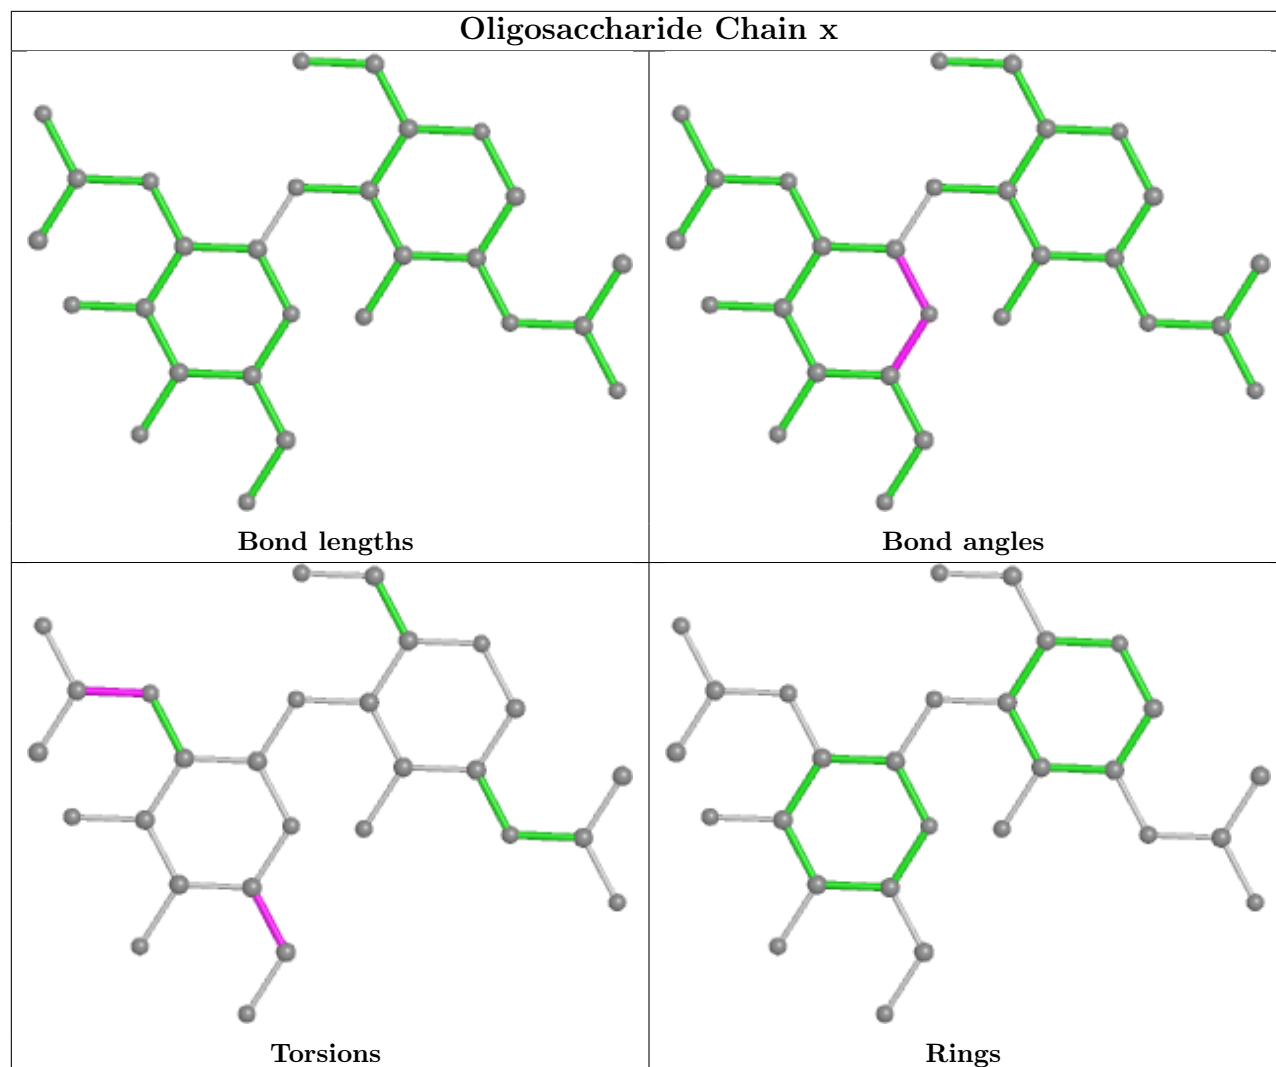 Oligosaccharide Chain x
Bond lengths
Bond angles
Torsions
Rings